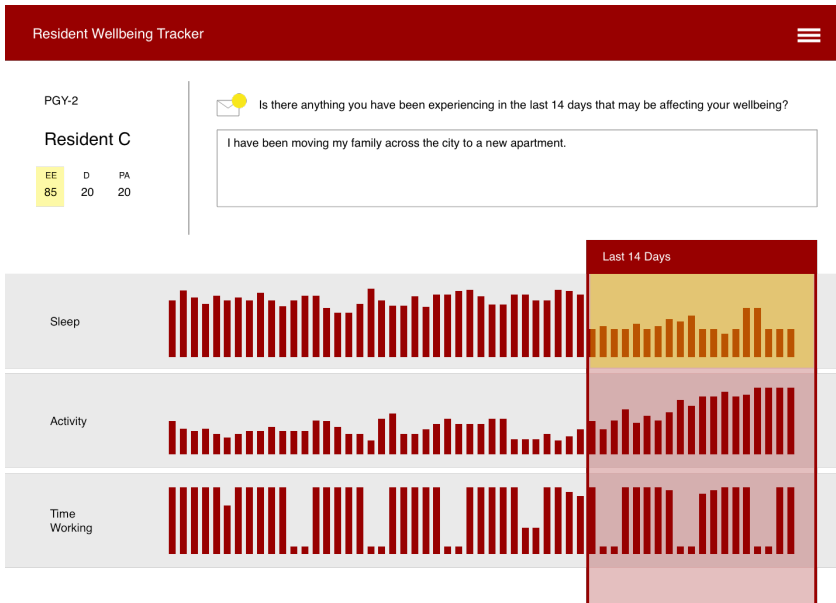 Resident Wellbeing Tracker
PGY-2
Is there anything you have been experiencing in the last 14 days that may be affecting your wellbeing?
Resident C
I have been moving my family across the city to a new apartment.
EE D PA
85 20 20
Last 14 Days
Sleep
Activity
Time
Working